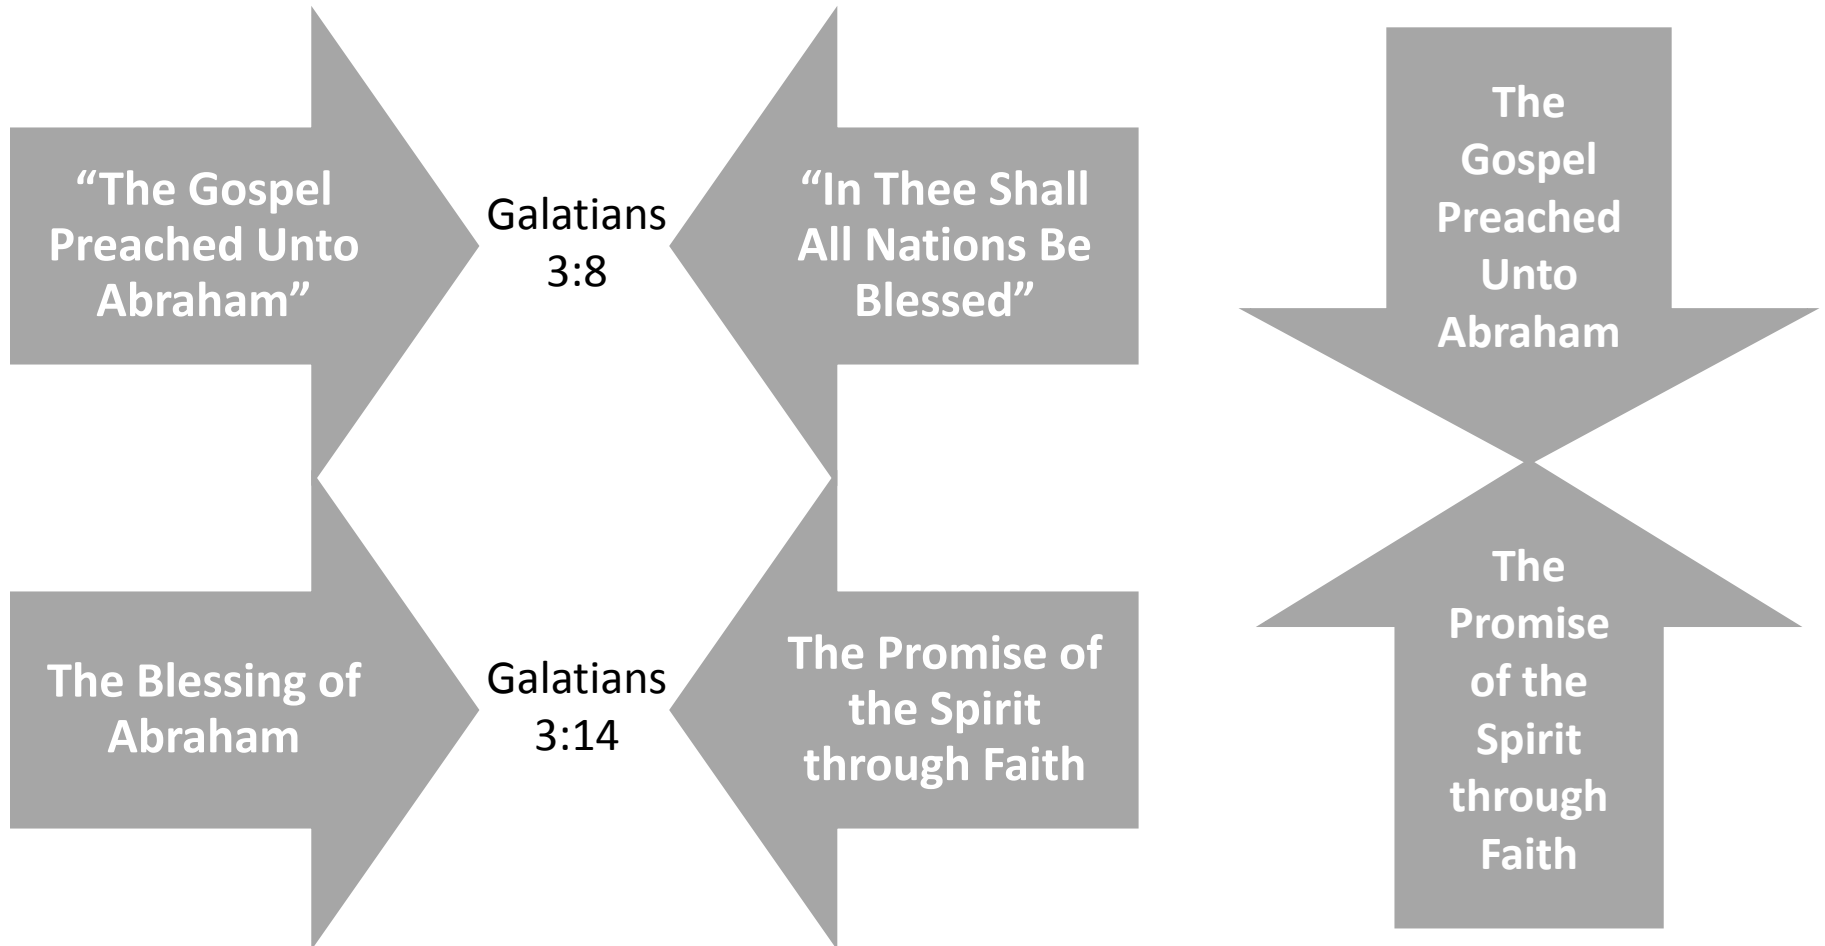 “The Gospel
Preached Unto
Abraham”
Galatians
3:8
“In Thee Shall
All Nations Be
Blessed”
The Blessing of
Abraham
Galatians
3:14
The Promise of
the Spirit
through Faith
The
Gospel
Preached
Unto
Abraham
The
Promise
of the
Spirit
through
Faith